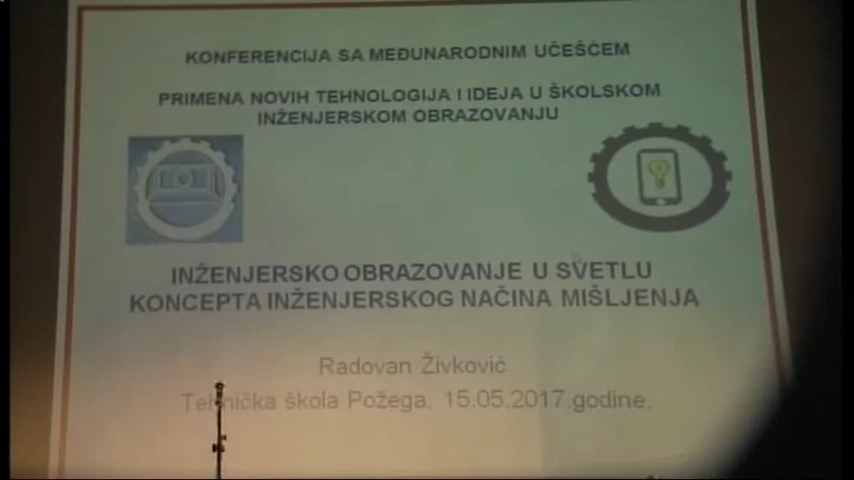 KONFERENCIJA SA MEĐUNARODNIM UČEŠĆEM
PRIMENA NOVIH TEHNOLOGIJA I IDEJA U ŠKOLSKOM
INŽENJERSKOM OBRAZOVANJU
INŽENJERSKO OBRAZOVANJE U SVETLU
KONCEPTA INŽENJERSKOG NAČINA MIŠLJENJA
Radovan Živković
Tehnička škola Požega. 15.05.2017.godine.